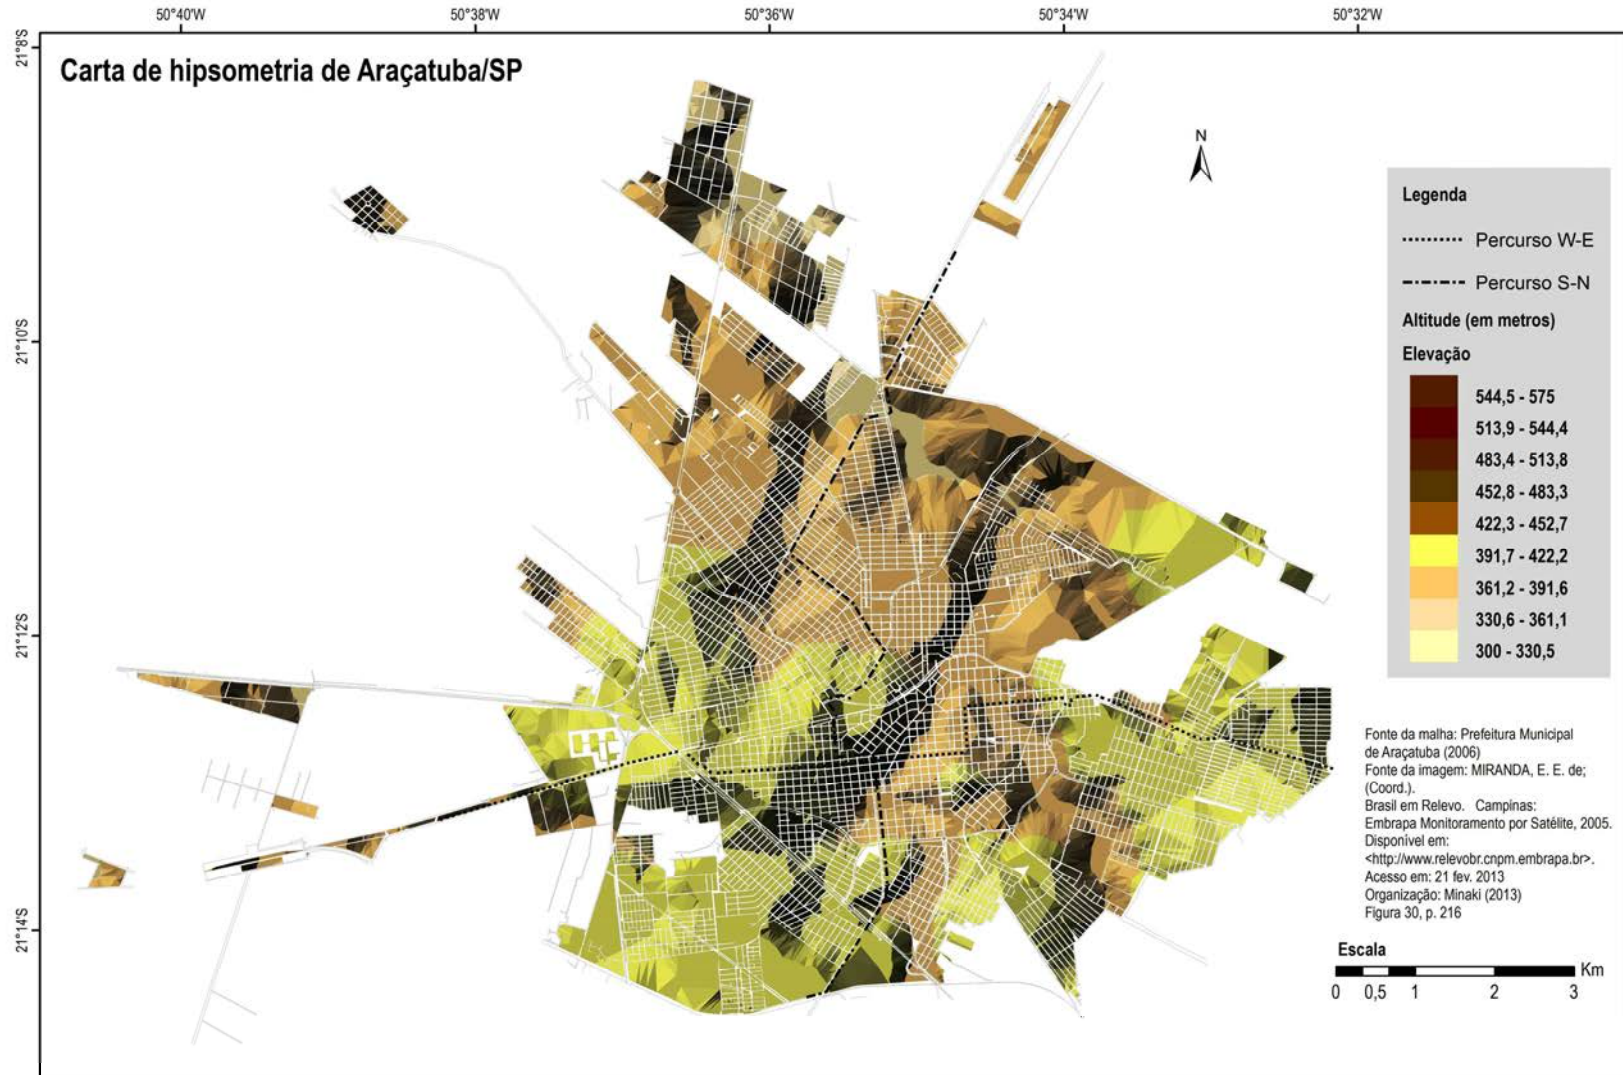 50°40'W 50°38'W 50°36'W 50°34'W 50°32'W
21°8'S
Carta de hipsometria de Araçatuba/SP
N
Legenda
Percurso W-E
Percurso S-N
Altitude (em metros)
Elevação
544,5 - 575
513,9 - 544,4
483,4 - 513,8
452,8 - 483,3
422,3 - 452,7
391,7 - 422,2
361,2 - 391,6
330,6 - 361,1
300 - 330,5
21°10'S
21°12'S
21°14'S
Fonte da malha: Prefeitura Municipal
de Araçatuba (2006)
Fonte da imagem: MIRANDA, E. E. de;
(Coord.).
Brasil em Relevo. Campinas:
Embrapa Monitoramento por Satélite, 2005.
Disponível em:
<http://www.relevobr.cnpm.embrapa.br>.
Acesso em: 21 fev. 2013
Organização: Minaki (2013)
Figura 30, p. 216
Escala
Km
0 0,5 1 2 3